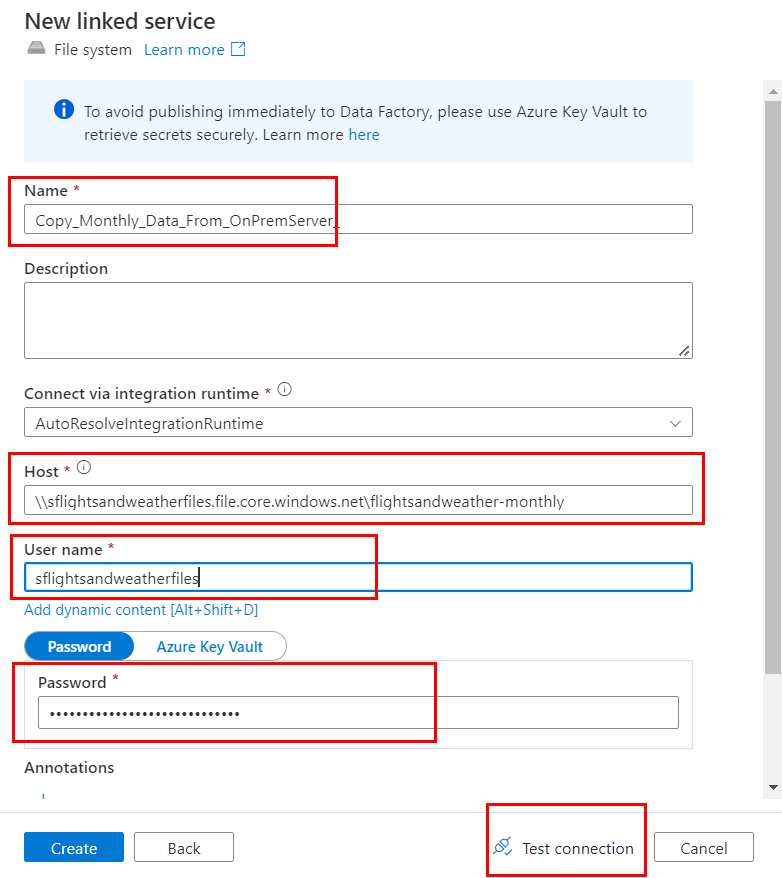 New linked service
File system Learn more
To avoid publishing immediately to Data Factory, please use Azure Key Vault to
retrieve secrets securely. Learn more here
Name *
Copy_Monthly_Data_From_OnPremServer_
Description
Connect via integration runtime *
AutoResolveIntegrationRuntime
Host *
\\sflightsandweatherfiles.file.core.windows.net\flightsandweather-monthly
User name *
sflightsandweatherfiles
Add dynamic content [Alt+Shift+D]
Password Azure Key Vault
Password *
•••••••••••••••••••••••••••••
Annotations
Create Back Test connection Cancel